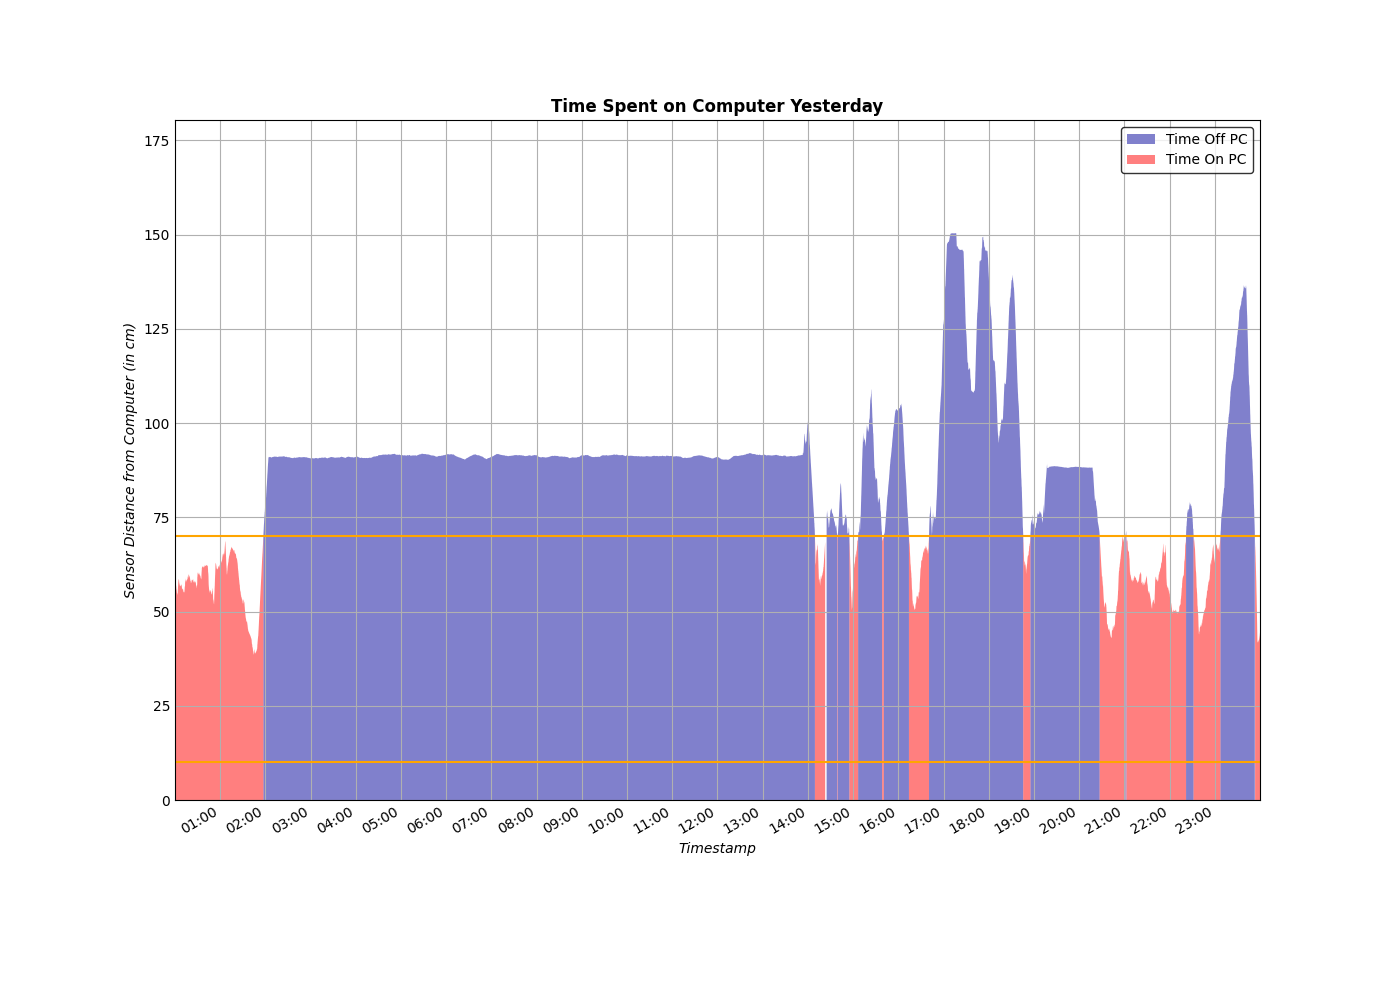 Time Spent on Computer Yesterday
Time Off PC
Time On PC
Sensor Distance from Computer (in cm)
175
150
125
100
75
50
25
0
01:00 02:00 03:00 04:00 05:00 06:00 07:00 08:00 09:00 10:00 11:00 12:00 13:00 14:00 15:00 16:00 17:00 18:00 19:00 20:00 21:00 22:00 23:00
Timestamp